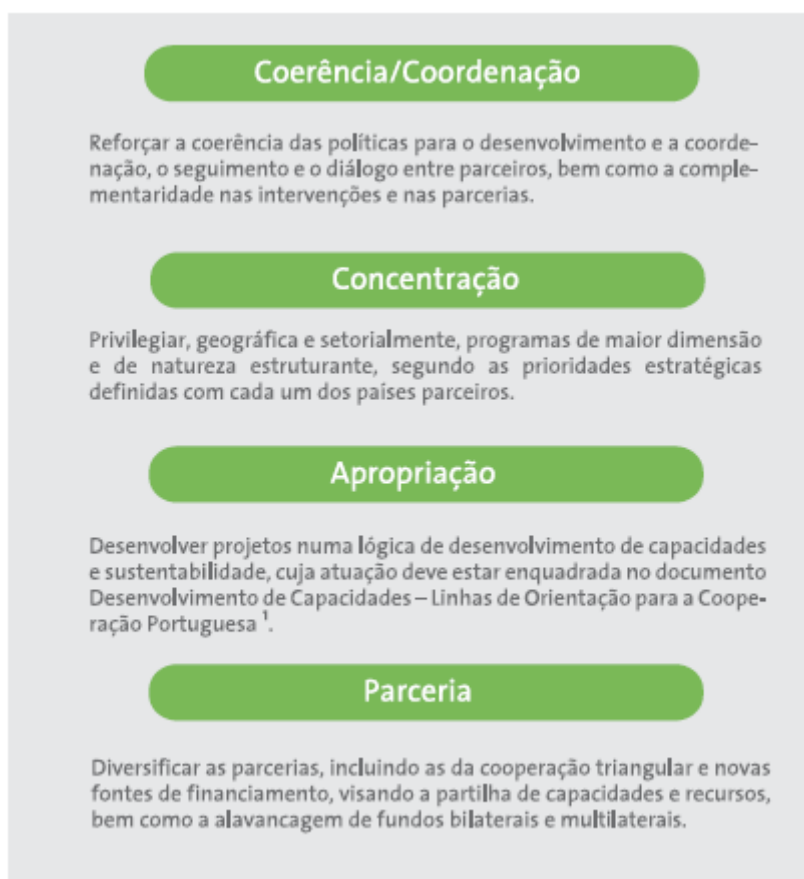 Coerência/Coordenação
Reforçar a coerência das políticas para o desenvolvimento e a coorde-
nação, o seguimento e o diálogo entre parceiros, bem como a comple-
mentaridade nas intervenções e nas parcerias.
Concentração
Privilegiar, geográfica e setorialmente, programas de maior dimensão
e de natureza estruturante, segundo as prioridades estratégicas
definidas com cada um dos países parceiros.
Apropriação
Desenvolver projetos numa lógica de desenvolvimento de capacidades
e sustentabilidade, cuja atuação deve estar enquadrada no documento
Desenvolvimento de Capacidades – Linhas de Orientação para a Coope-
ração Portuguesa ¹.
Parceria
Diversificar as parcerias, incluindo as da cooperação triangular e novas
fontes de financiamento, visando a partilha de capacidades e recursos,
bem como a alavancagem de fundos bilaterais e multilaterais.